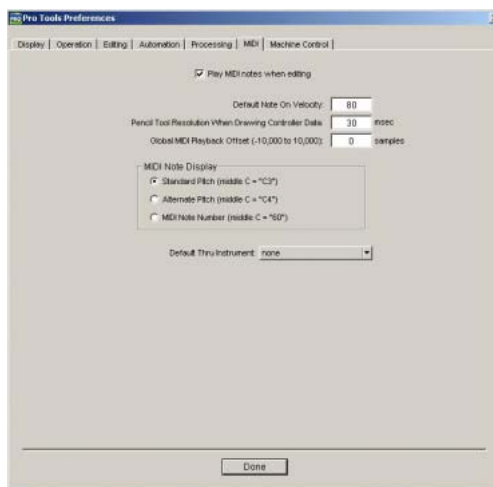 Pro Tools Preferences
Display | Operation | Editing | Automation | Processing | MIDI | Machine Control
Play MIDI notes when editing
Default Note On Velocity: 80
Pencil Tool Resolution When Drawing Controller Data: 30 msec
Global MIDI Playback Offset (-10,000 to 10,000): 0 samples
MIDI Note Display
Standard Pitch (middle C = "C3")
Alternate Pitch (middle C = "C4")
MIDI Note Number (middle C = "60")
Default Thru Instrument: none
Done